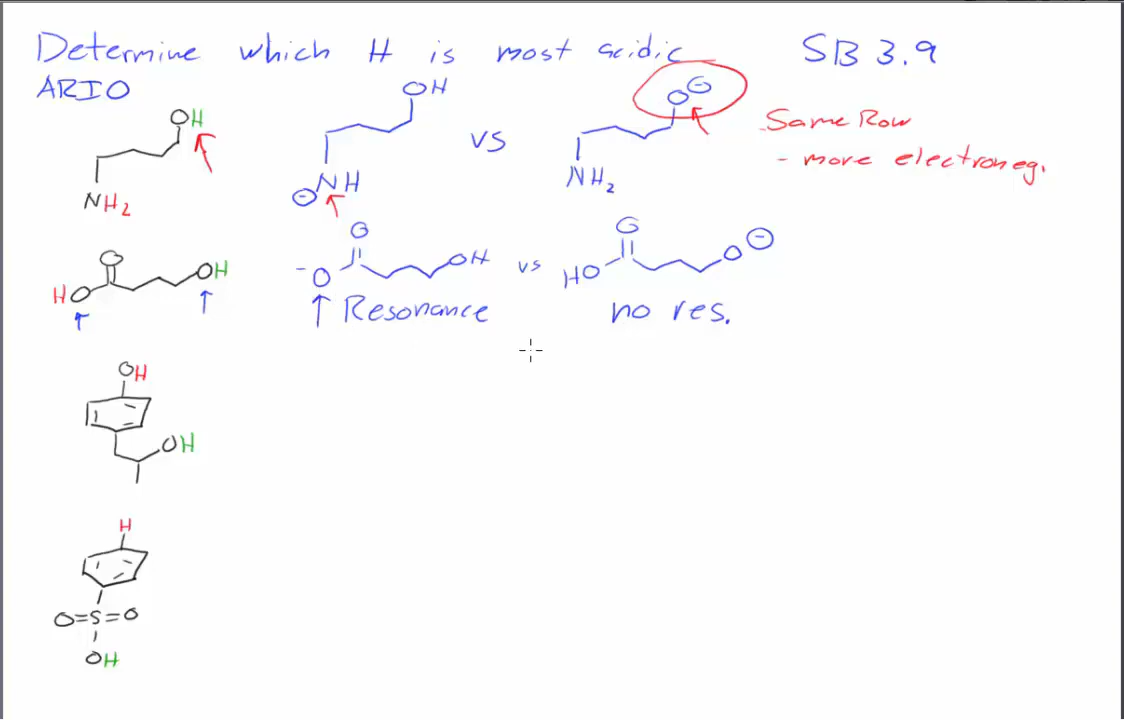 Determine which H is most acidic SB 3.9
ARIO
OH
OH
O⊖
Same Row
vs
- more electroneg.
NH2
⊖NH
NH2
O
O
O
HO
OH
-O
OH
vs
HO
O⊖
Resonance
no res.
OH
OH
H
O=S=O
OH